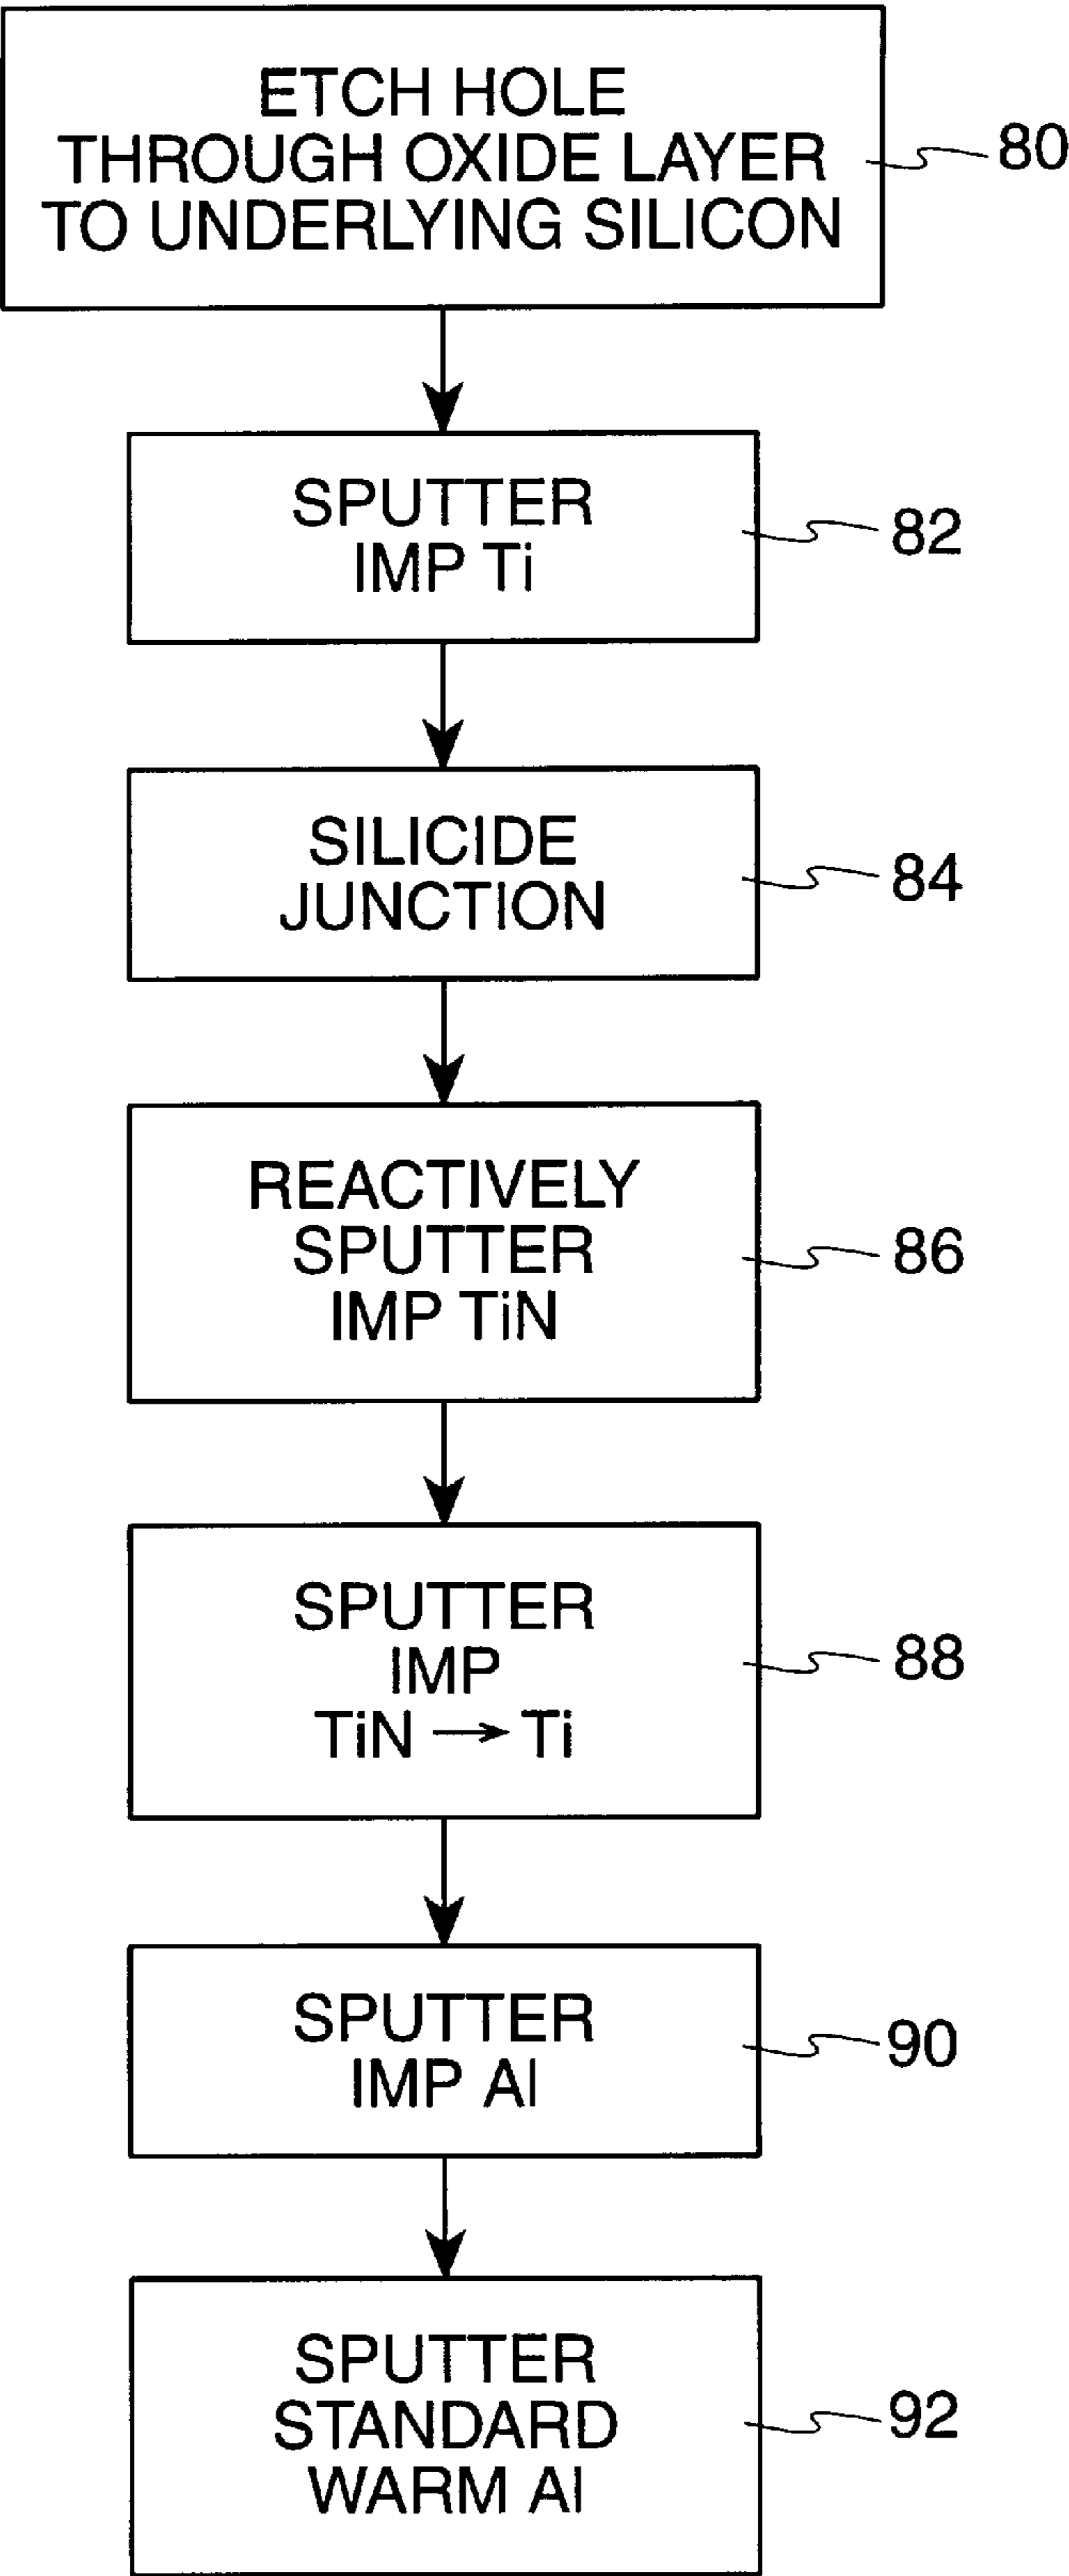 ETCH HOLE
THROUGH OXIDE LAYER
TO UNDERLYING SILICON
80
SPUTTER
IMP Ti
82
SILICIDE
JUNCTION
84
REACTIVELY
SPUTTER
IMP TiN
86
SPUTTER
IMP
TiN → Ti
88
SPUTTER
IMP Al
90
SPUTTER
STANDARD
WARM Al
92